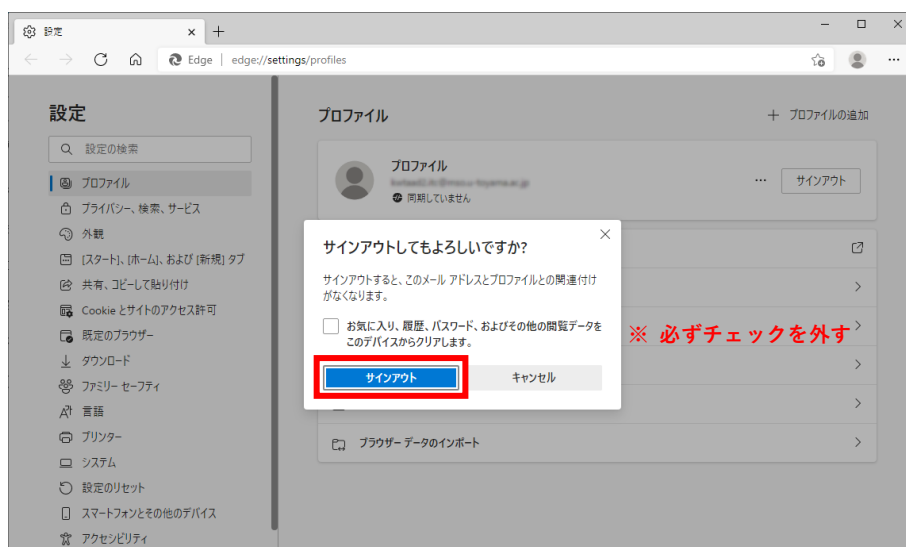 設定
Edge | edge://settings/profiles
設定
設定の検索
プロファイル
プライバシー、検索、サービス
外観
[スタート]、[ホーム]、および [新規] タブ
共有、コピーして貼り付け
Cookie とサイトのアクセス許可
既定のブラウザー
ダウンロード
ファミリー セーフティ
言語
プリンター
システム
設定のリセット
スマートフォンとその他のデバイス
アクセシビリティ
プロファイル
プロファイルの追加
プロファイル
同期していません
サインアウト
サインアウトしてもよろしいですか?
サインアウトすると、このメール アドレスとプロファイルとの関連付け
がなくなります。
お気に入り、履歴、パスワード、およびその他の閲覧データを
このデバイスからクリアします。
※ 必ずチェックを外す
サインアウト
キャンセル
ブラウザー データのインポート